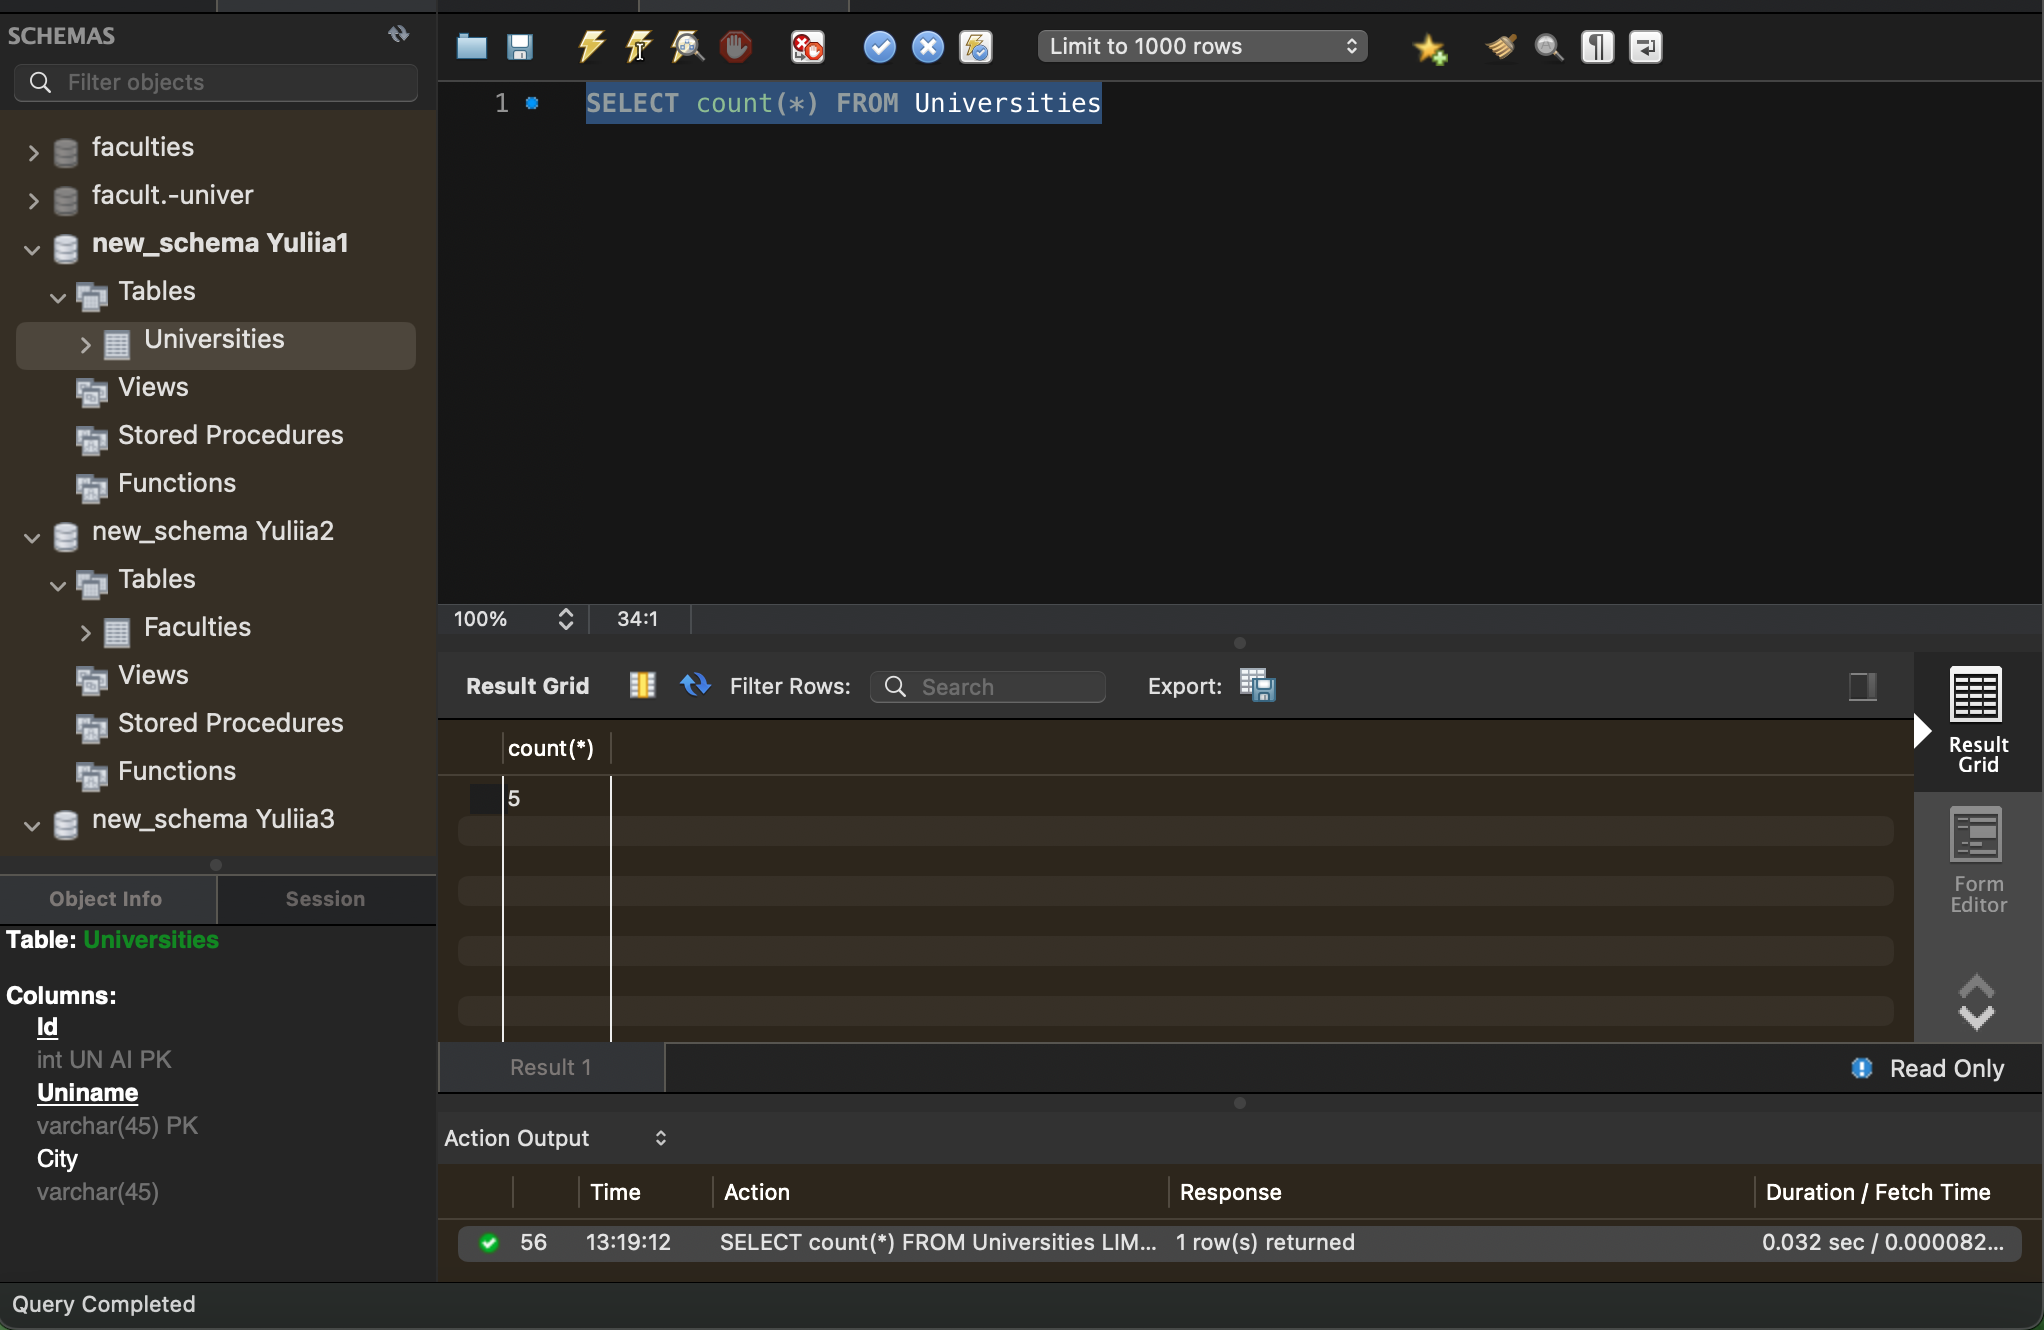 SCHEMAS
Filter objects
faculties
facult.-univer
new_schema Yuliia1
Tables
Universities
Views
Stored Procedures
Functions
new_schema Yuliia2
Tables
Faculties
Views
Stored Procedures
Functions
new_schema Yuliia3
Object Info Session
Table: Universities
Columns:
Id
int UN AI PK
Uniname
varchar(45) PK
City
varchar(45)
Limit to 1000 rows
1 SELECT count(*) FROM Universities
100% 34:1
Result Grid Filter Rows: Search Export:
count(*)
5
Result
Grid
Form
Editor
Result 1 Read Only
Action Output
Time Action Response Duration / Fetch Time
56 13:19:12 SELECT count(*) FROM Universities LIM... 1 row(s) returned 0.032 sec / 0.000082...
Query Completed